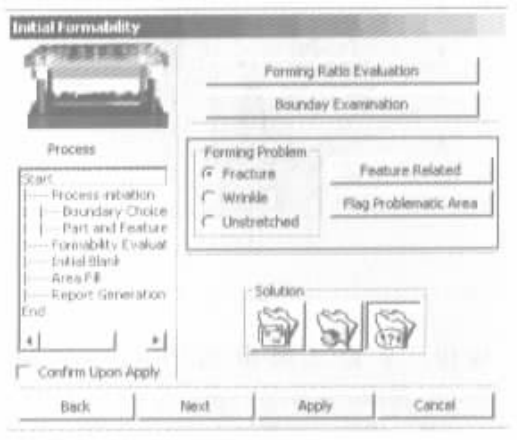 Initial Formability
Forming Ratio Evaluation
Bounday Examination
Process
Start
Process initiation
Boundary Choice
Part and Feature
Formability Evaluat
Initial Blank
Area Fill
Report Generation
End
Confirm Upon Apply
Forming Problem
Fracture
Wrinkle
Unstretched
Feature Related
Flag Problematic Area
Solution
Back
Next
Apply
Cancel